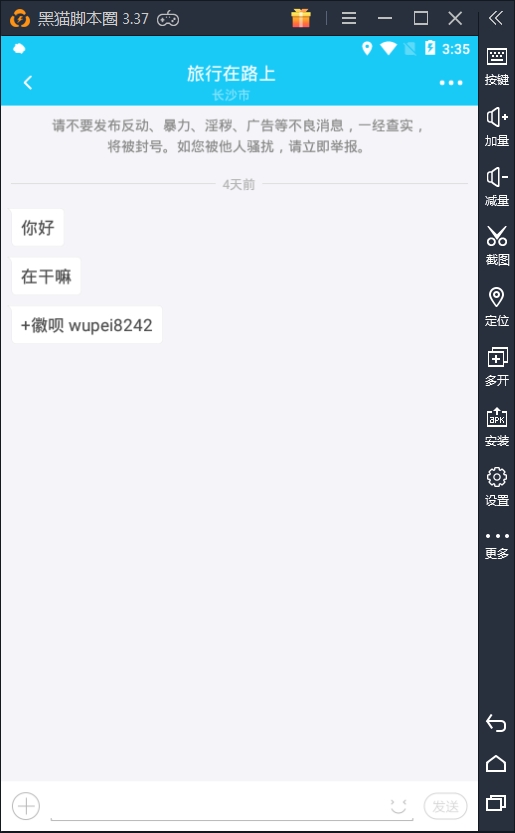 黑猫脚本圈 3.37
3:35
旅行在路上
长沙市
请不要发布反动、暴力、淫秽、广告等不良消息，一经查实，
将被封号。如您被他人骚扰，请立即举报。
4天前
你好
在干嘛
+徽呗 wupei8242
发送
按键
加量
减量
截图
定位
多开
APK
安装
设置
更多